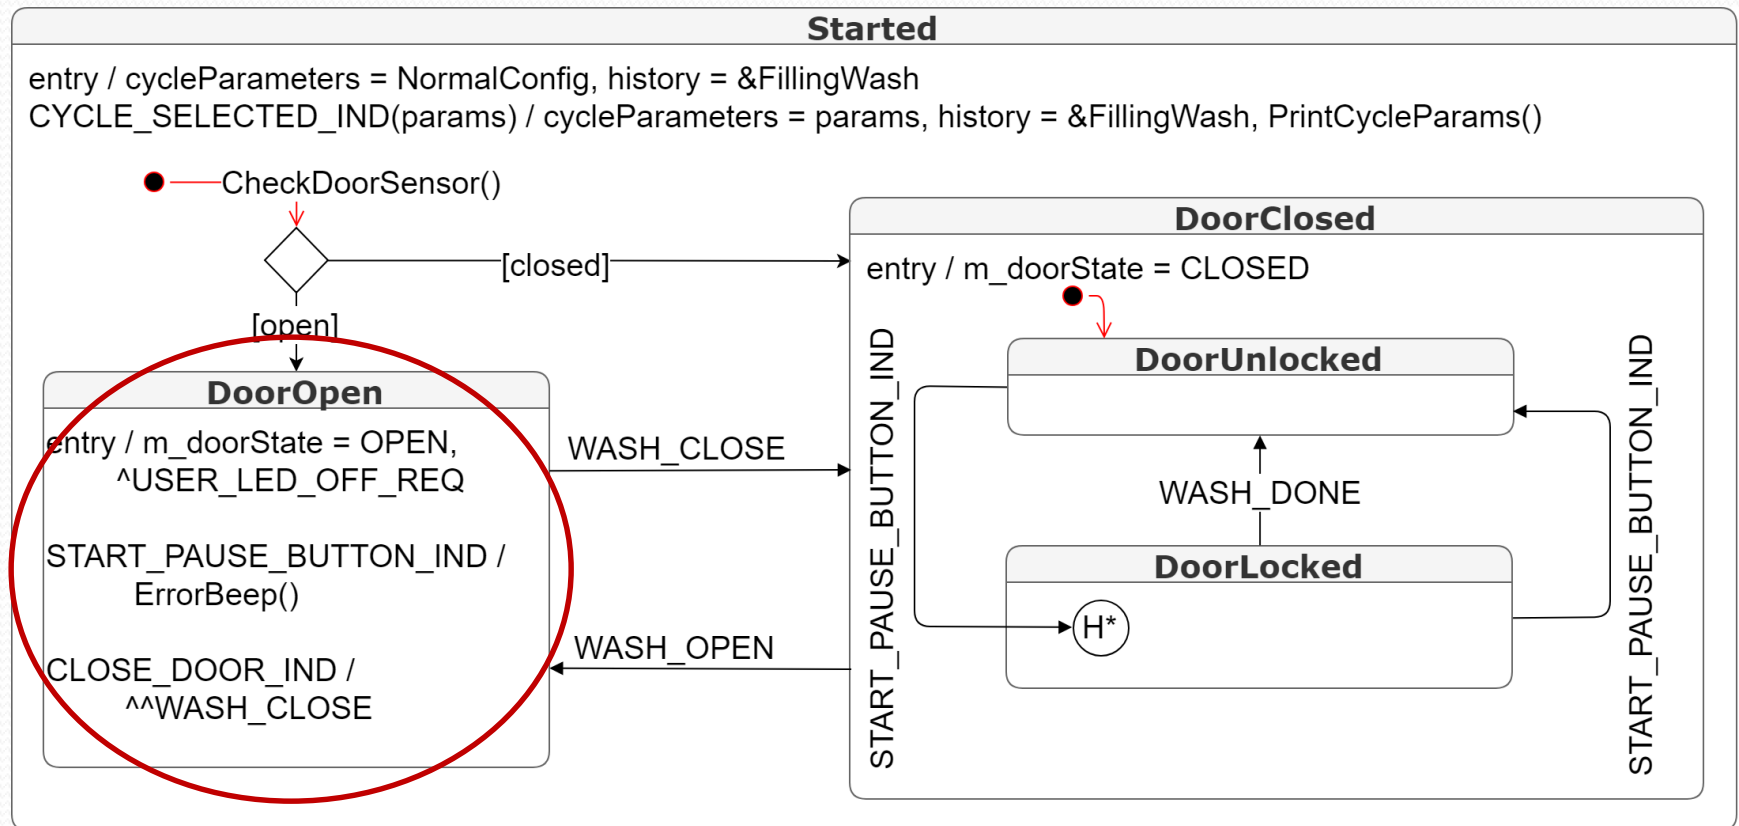 Started
entry / cycleParameters = NormalConfig, history = &FillingWash
CYCLE_SELECTED_IND(params) / cycleParameters = params, history = &FillingWash, PrintCycleParams()
CheckDoorSensor()
[closed]
[open]
DoorOpen
entry / m_doorState = OPEN,
^USER_LED_OFF_REQ
START_PAUSE_BUTTON_IND /
ErrorBeep()
CLOSE_DOOR_IND /
^^WASH_CLOSE
WASH_CLOSE
WASH_OPEN
DoorClosed
entry / m_doorState = CLOSED
START_PAUSE_BUTTON_IND
DoorUnlocked
WASH_DONE
DoorLocked
H*
START_PAUSE_BUTTON_IND